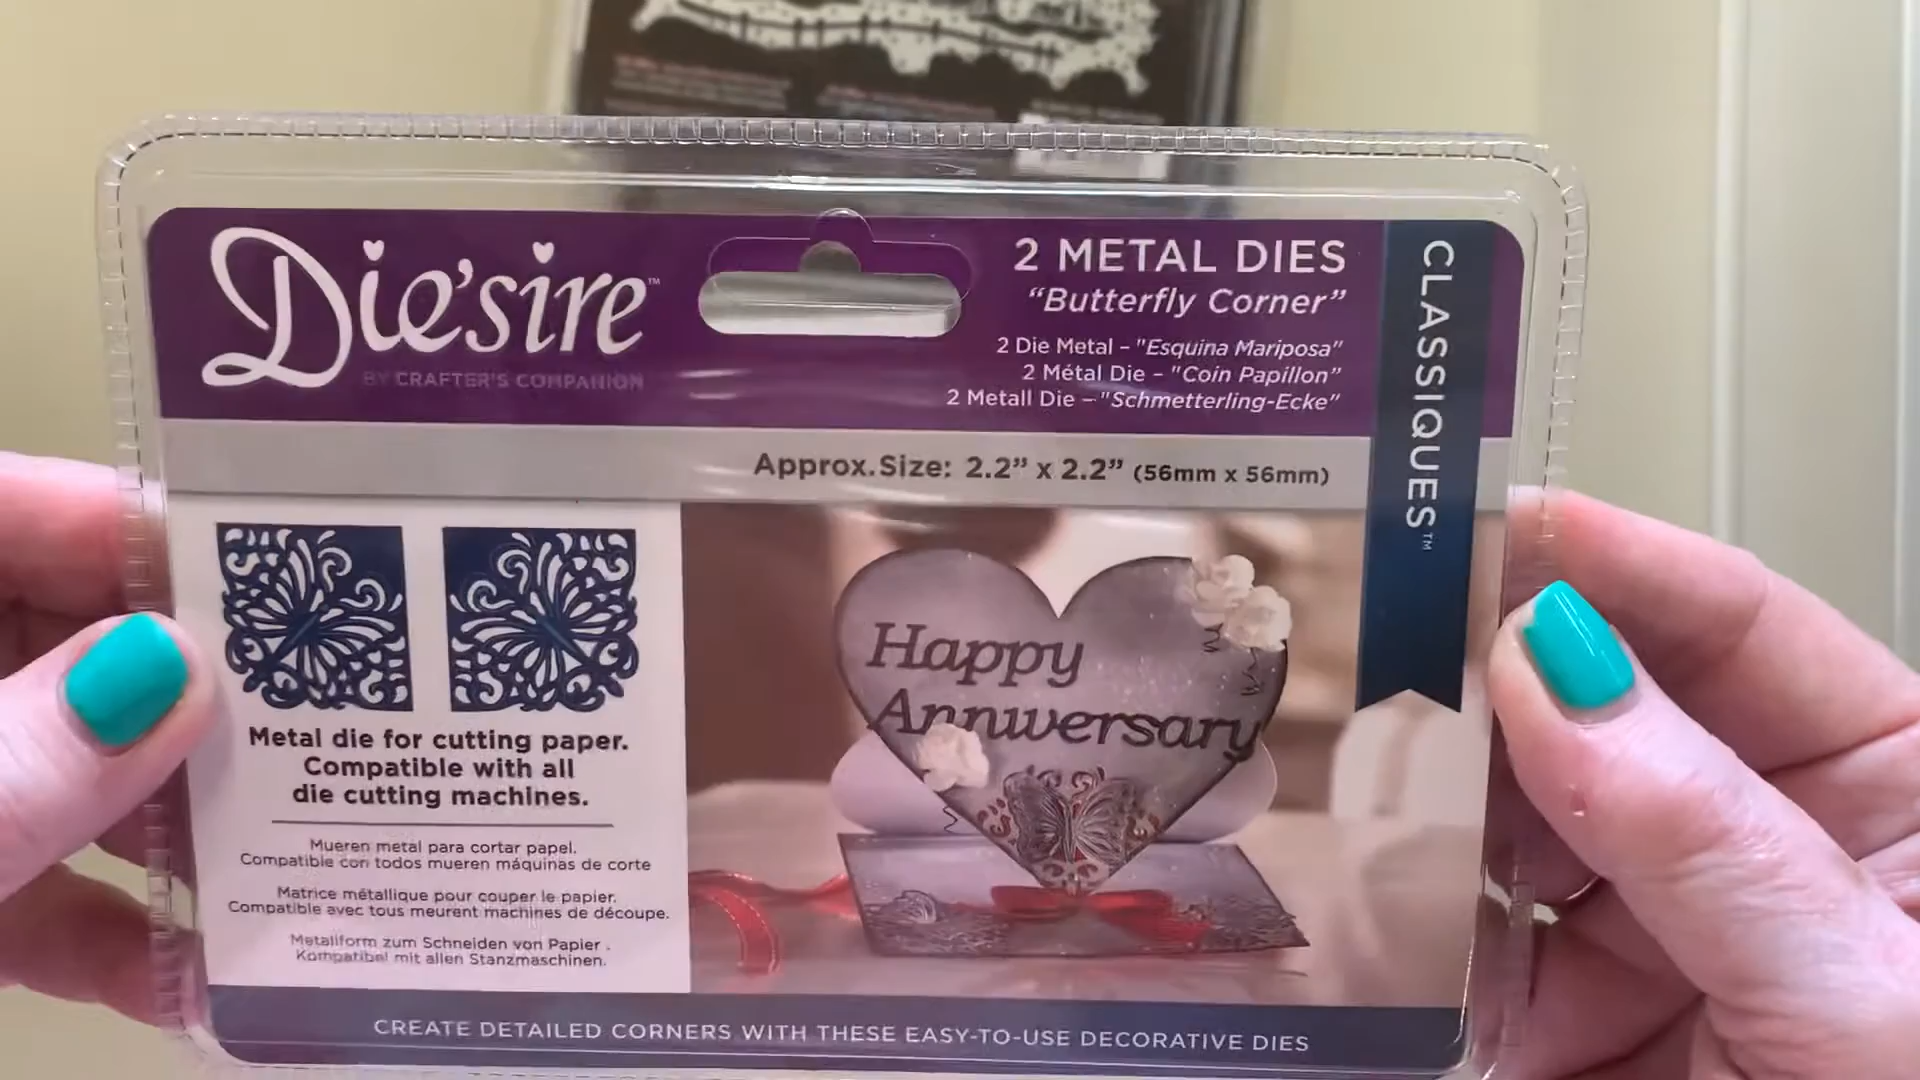 Die'sire™
BY CRAFTER'S COMPANION
2 METAL DIES
“Butterfly Corner”
2 Die Metal – "Esquina Mariposa"
2 Métal Die – "Coin Papillon"
2 Metall Die – "Schmetterling-Ecke"
CLASSIQUES™
Approx.Size: 2.2” x 2.2” (56mm x 56mm)
Metal die for cutting paper.
Compatible with all
die cutting machines.
Mueren metal para cortar papel.
Compatible con todos mueren máquinas de corte
Matrice métallique pour couper le papier.
Compatible avec tous meurent machines de découpe.
Metallform zum Schneiden von Papier .
Kompatibel mit allen Stanzmaschinen.
Happy
Anniversary
CREATE DETAILED CORNERS WITH THESE EASY-TO-USE DECORATIVE DIES